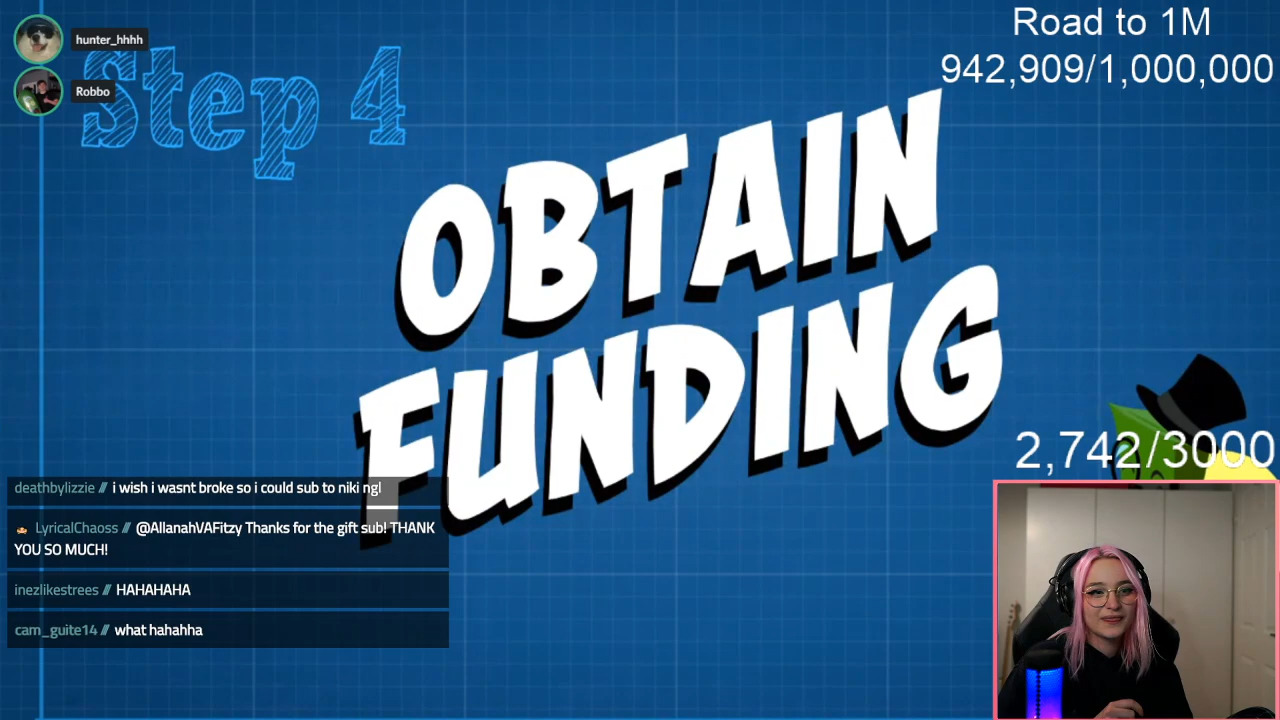 hunter_hhhh
Robbo
Step 4
Road to 1M
942,909/1,000,000
OBTAIN
FUNDING
2,742/3000
deathbylizzie // i wish i wasnt broke so i could sub to niki ngl
LyricalChaoss // @AllanahVAFitzy Thanks for the gift sub! THANK
YOU SO MUCH!
inezlikestrees // HAHAHAHA
cam_guite14 // what hahahha